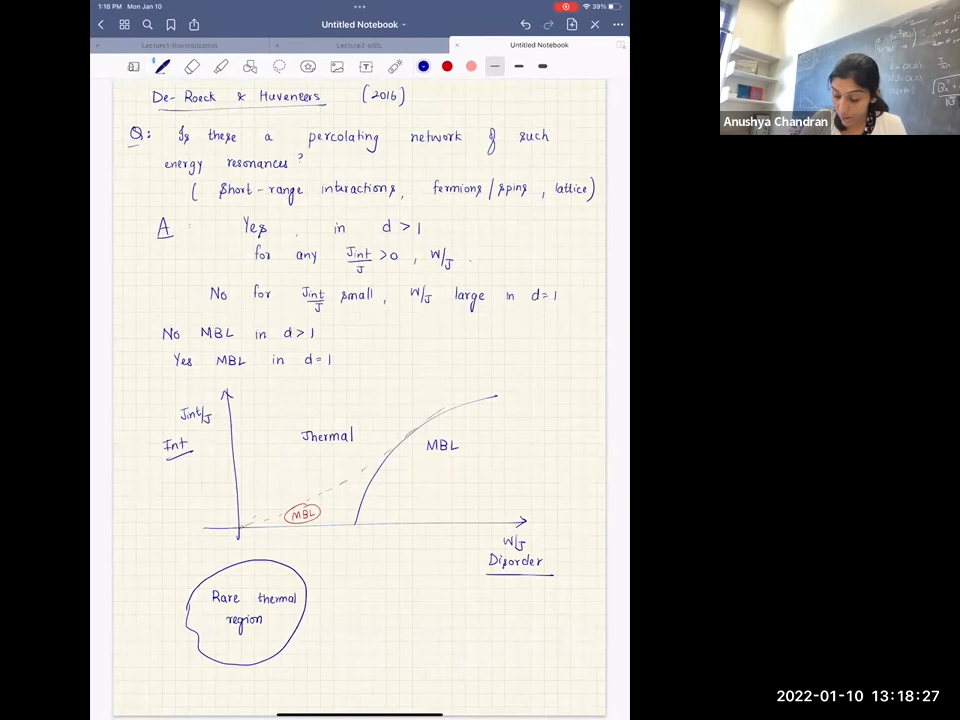 1:18 PM Mon Jan 10
39%
Untitled Notebook
Lecture1-thermalization
Lecture2-MBL
Untitled Notebook
De-Roeck & Huveneers (2016)
Q: Is there a percolating network of such
energy resonances?
( Short-range interactions, fermions/spins, lattice)
A: Yes, in d > 1
for any Jint/J > 0, W/J
No for Jint/J small, W/J large in d=1
No MBL in d > 1
Yes MBL in d = 1
Jint/J
Int
Thermal
MBL
MBL
W/J
Disorder
Rare thermal
region
Anushya Chandran
2022-01-10 13:18:27